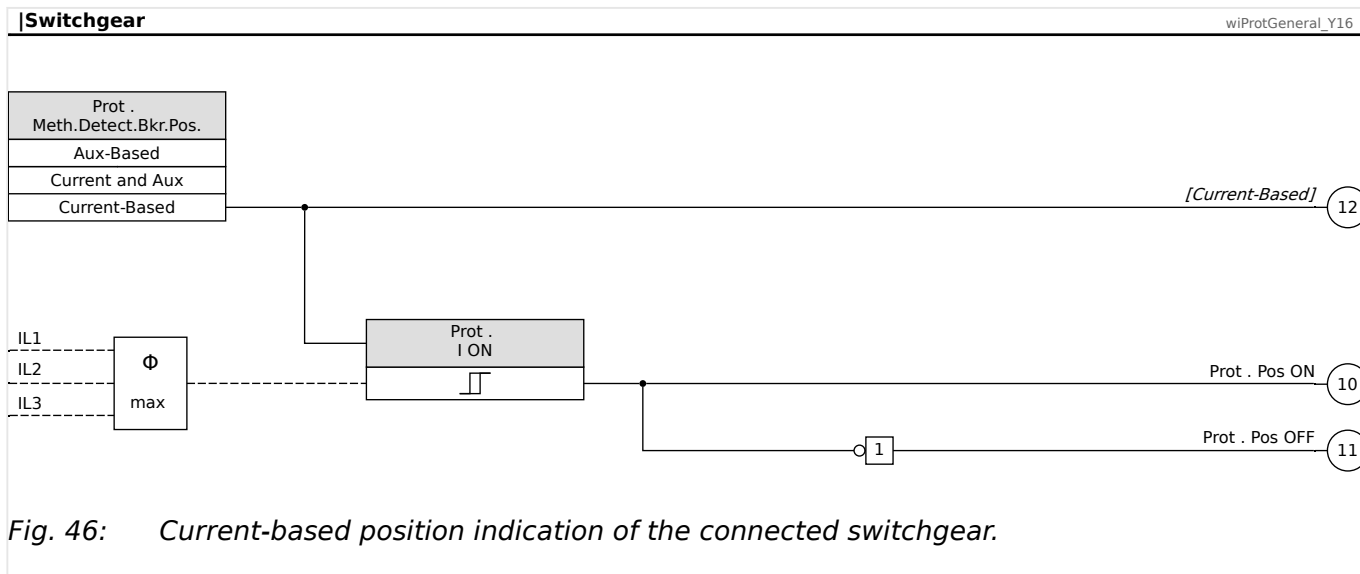 |Switchgear
wiProtGeneral_Y16
Prot .
Meth.Detect.Bkr.Pos.
Aux-Based
Current and Aux
Current-Based
[Current-Based]
12
IL1
IL2
IL3
Φ
max
Prot .
I ON
Prot . Pos ON
10
Prot . Pos OFF
11
1
Fig. 46: Current-based position indication of the connected switchgear.